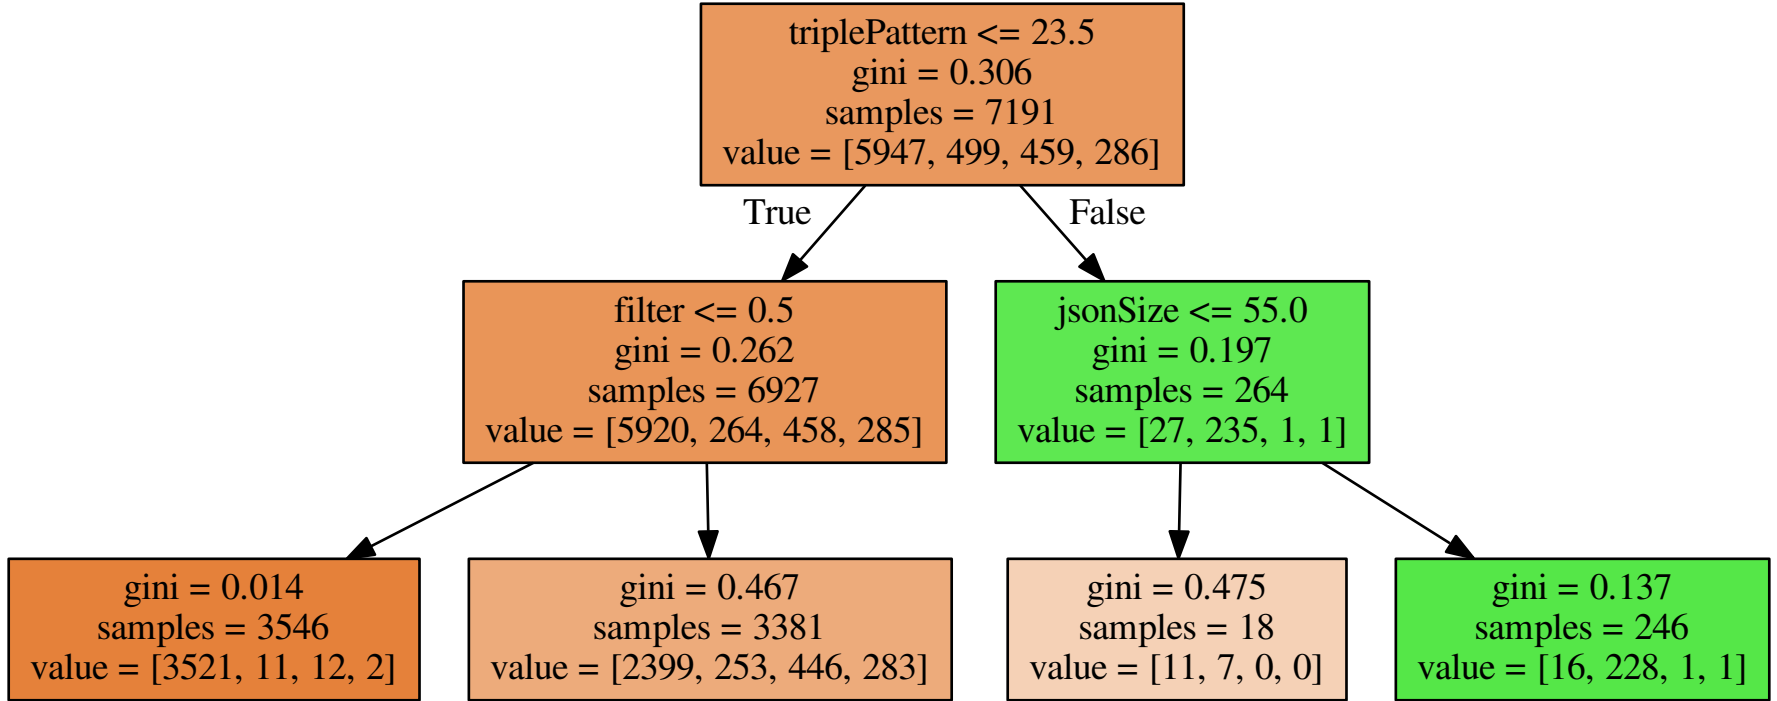 triplePattern <= 23.5
gini = 0.306
samples = 7191
value = [5947, 499, 459, 286]
True
False
filter <= 0.5
gini = 0.262
samples = 6927
value = [5920, 264, 458, 285]
jsonSize <= 55.0
gini = 0.197
samples = 264
value = [27, 235, 1, 1]
gini = 0.014
samples = 3546
value = [3521, 11, 12, 2]
gini = 0.467
samples = 3381
value = [2399, 253, 446, 283]
gini = 0.475
samples = 18
value = [11, 7, 0, 0]
gini = 0.137
samples = 246
value = [16, 228, 1, 1]